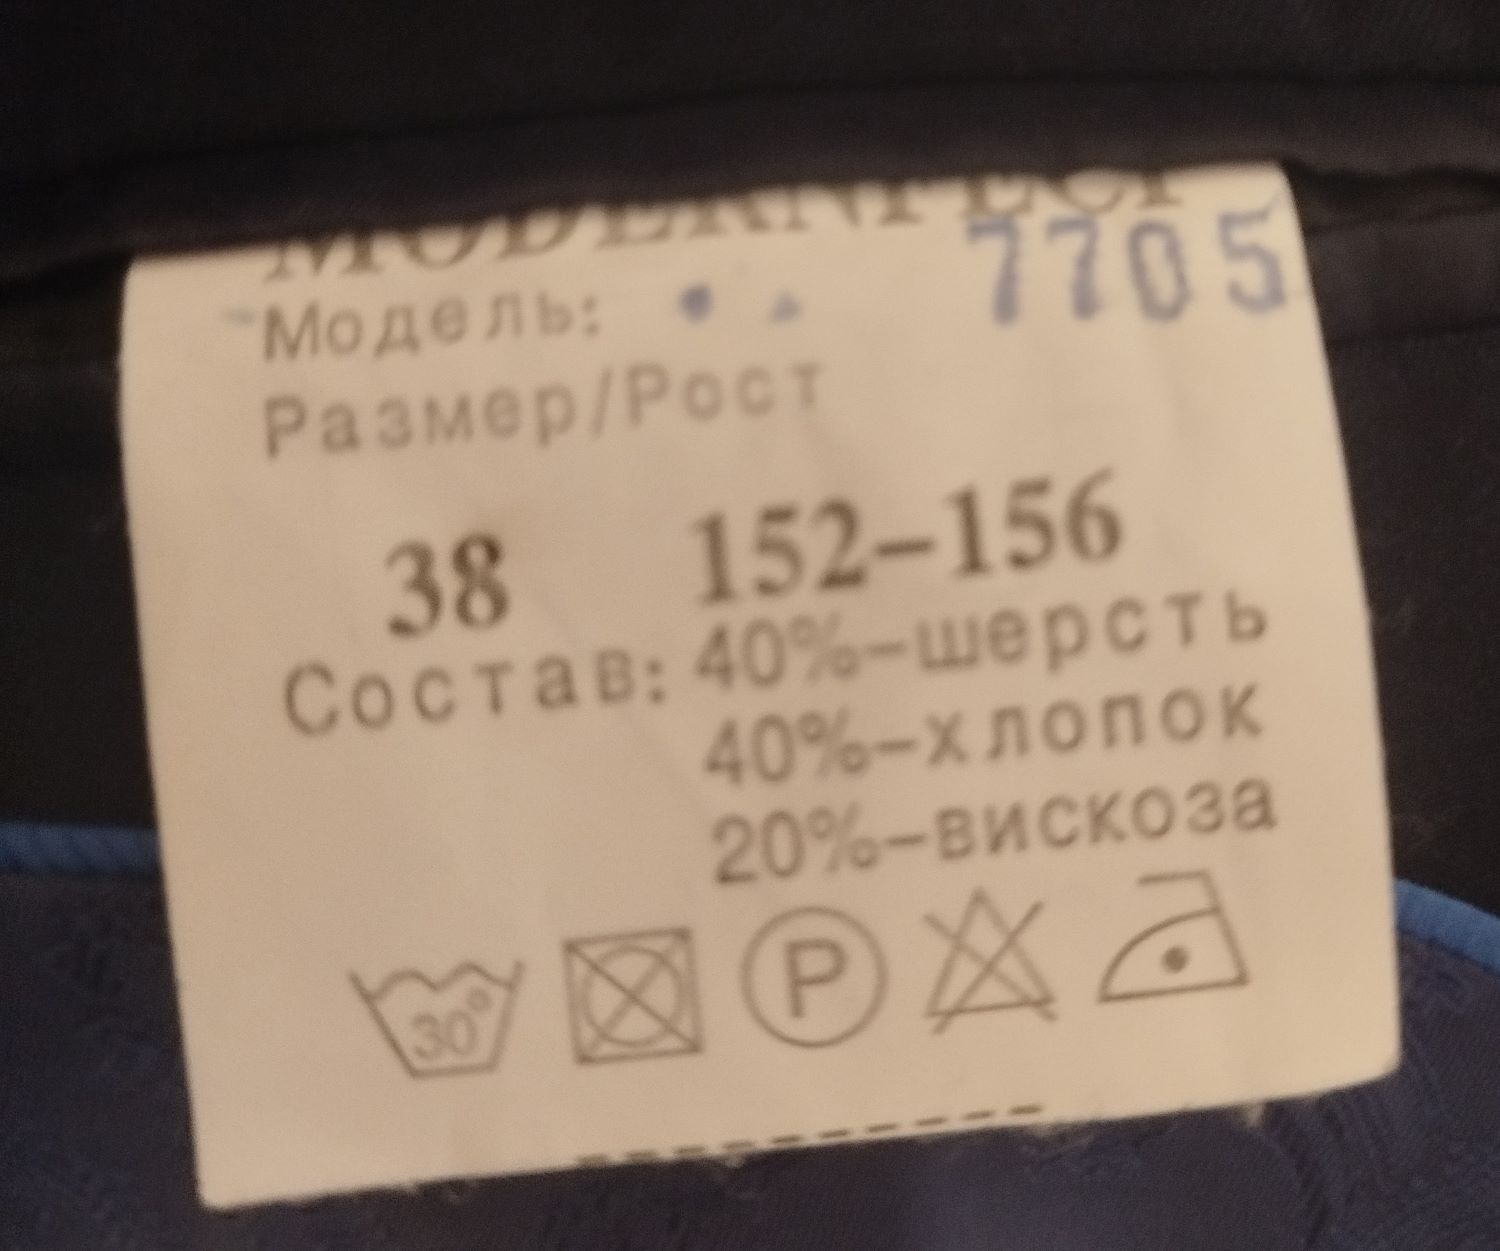 7705
Модель:
Размер/Рост
38 152–156
Состав: 40%–шерсть
40%–хлопок
20%–вискоза
30° P